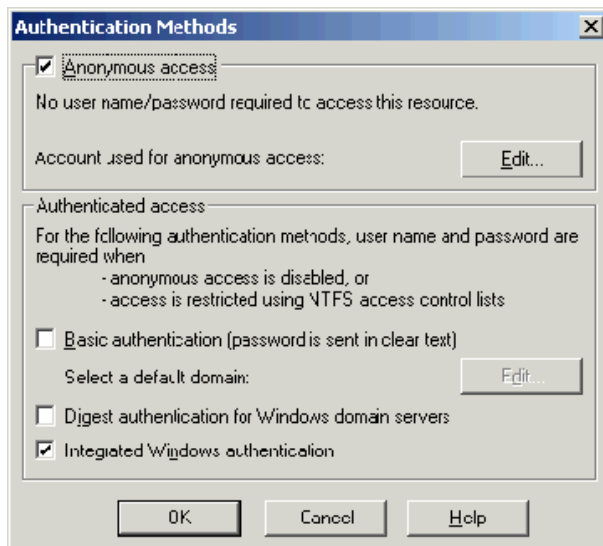 Authentication Methods
Anonymous access
No user name/password required to access this resource.
Account used for anonymous access:
Edit...
Authenticated access
For the following authentication methods, user name and password are
required when
- anonymous access is disabled, or
- access is restricted using NTFS access control lists
Basic authentication (password is sent in clear text)
Select a default domain:
Edit...
Digest authentication for Windows domain servers
Integrated Windows authentication
OK
Cancel
Help